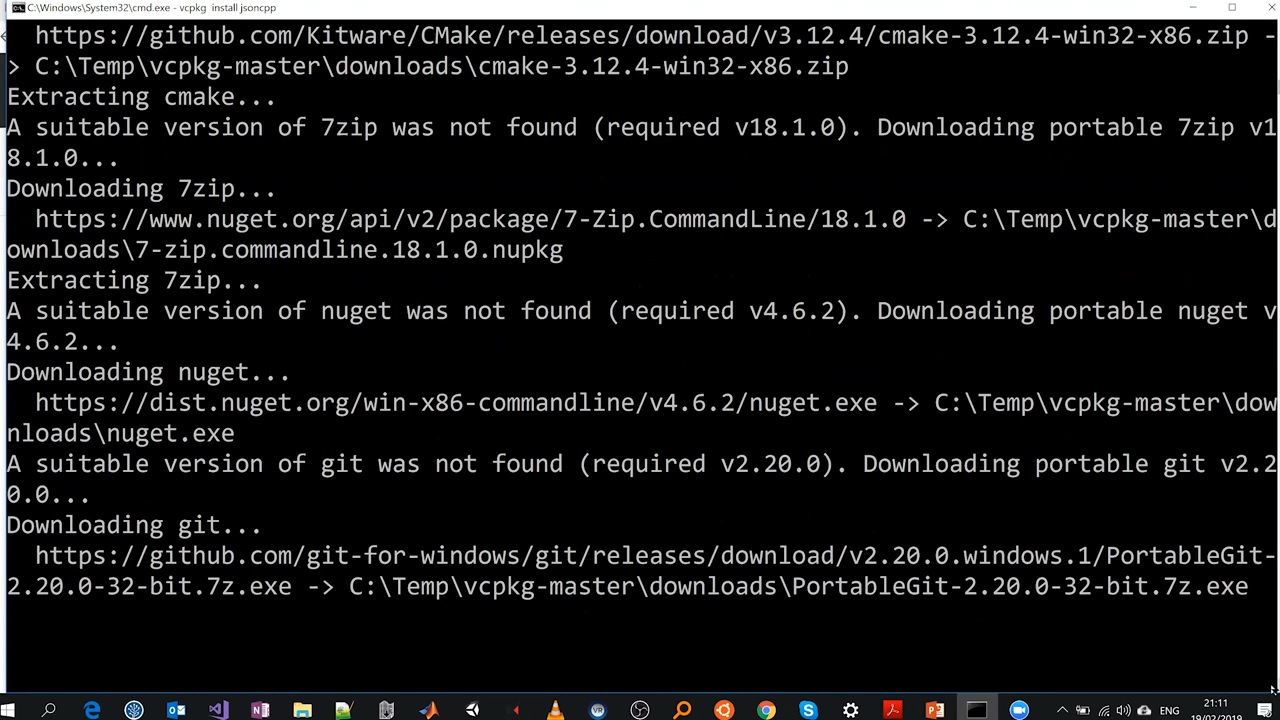 C:\Windows\System32\cmd.exe - vcpkg install jsoncpp
https://github.com/Kitware/CMake/releases/download/v3.12.4/cmake-3.12.4-win32-x86.zip -
> C:\Temp\vcpkg-master\downloads\cmake-3.12.4-win32-x86.zip
Extracting cmake...
A suitable version of 7zip was not found (required v18.1.0). Downloading portable 7zip v1
8.1.0...
Downloading 7zip...
https://www.nuget.org/api/v2/package/7-Zip.CommandLine/18.1.0 -> C:\Temp\vcpkg-master\d
ownloads\7-zip.commandline.18.1.0.nupkg
Extracting 7zip...
A suitable version of nuget was not found (required v4.6.2). Downloading portable nuget v
4.6.2...
Downloading nuget...
https://dist.nuget.org/win-x86-commandline/v4.6.2/nuget.exe -> C:\Temp\vcpkg-master\dow
nloads\nuget.exe
A suitable version of git was not found (required v2.20.0). Downloading portable git v2.2
0.0...
Downloading git...
https://github.com/git-for-windows/git/releases/download/v2.20.0.windows.1/PortableGit-
2.20.0-32-bit.7z.exe -> C:\Temp\vcpkg-master\downloads\PortableGit-2.20.0-32-bit.7z.exe
ENG
21:11
19/02/2019